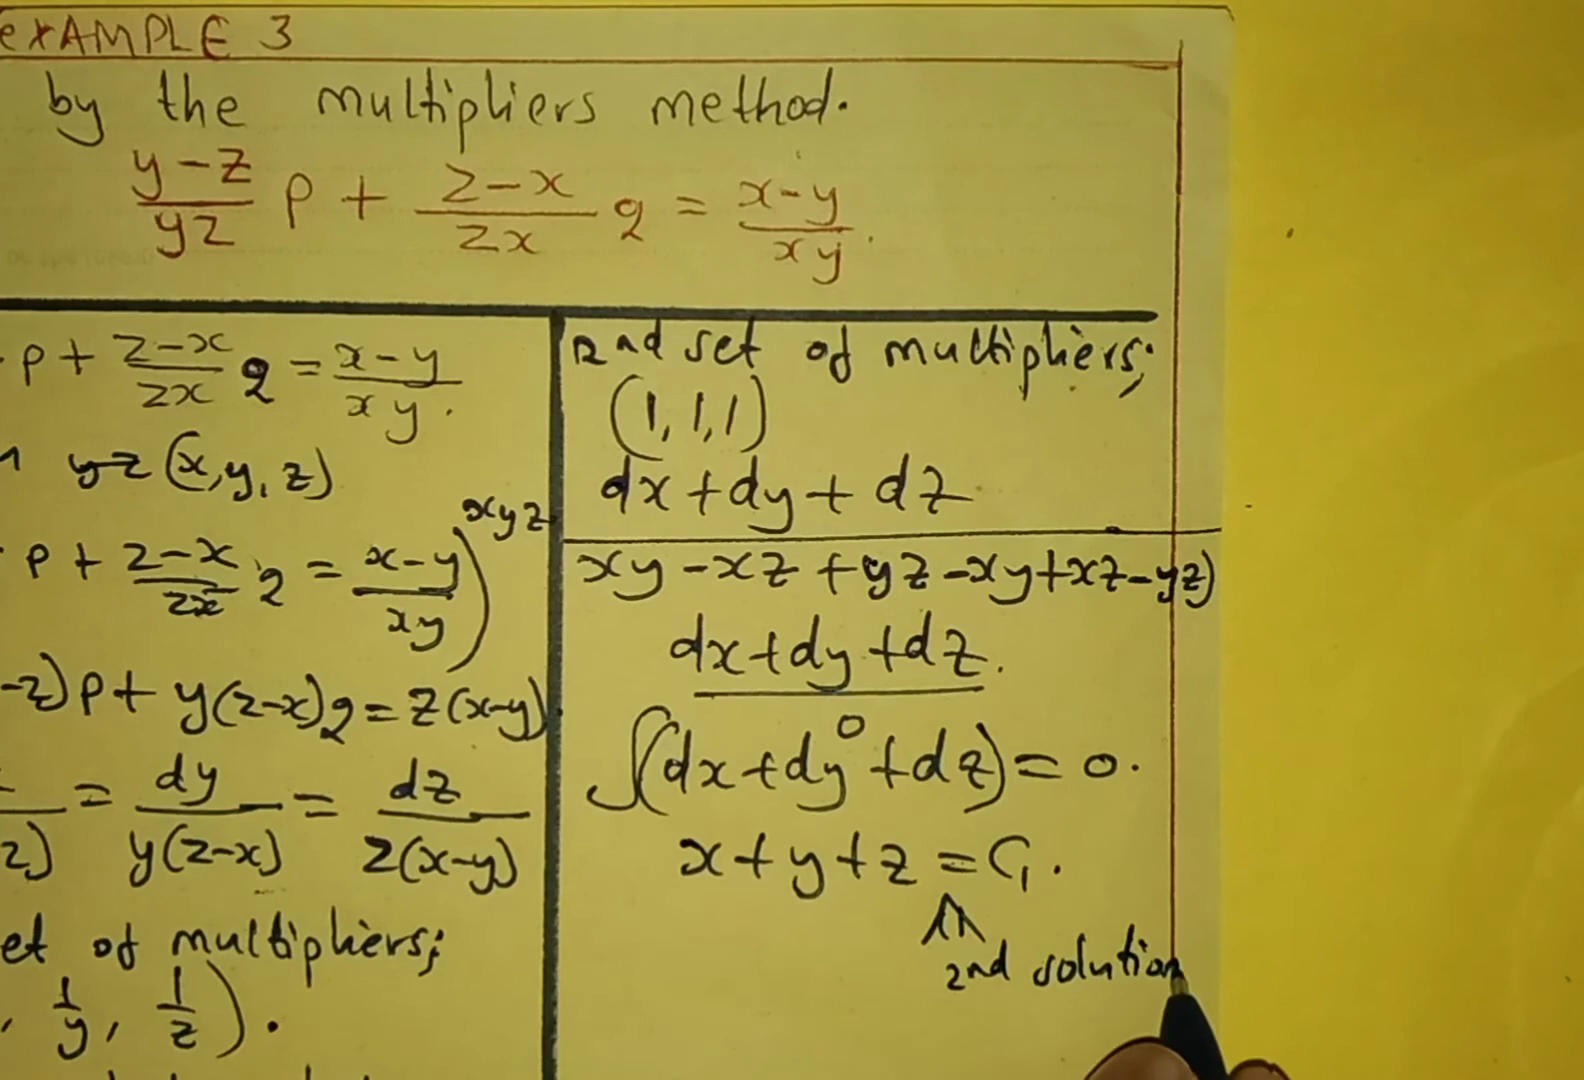 EXAMPLE 3
by the multipliers method.
y-z/yz p + z-x/zx q = x-y/xy.
p + z-x/zx q = x-y/xy.
yz (x, y, z)
p + z-x/zx q = x-y/xy) xyz
-z)p + y(z-x)q = z(x-y)
= dy/y(z-x) = dz/z(x-y)
z)
et of multipliers;
, 1/y, 1/z).
2nd set of multipliers;
(1, 1, 1)
dx + dy + dz
xy - xz + yz - xy + xz - yz)
dx + dy + dz.
0
∫(dx + dy + dz) = 0.
x + y + z = C1.
2nd solution